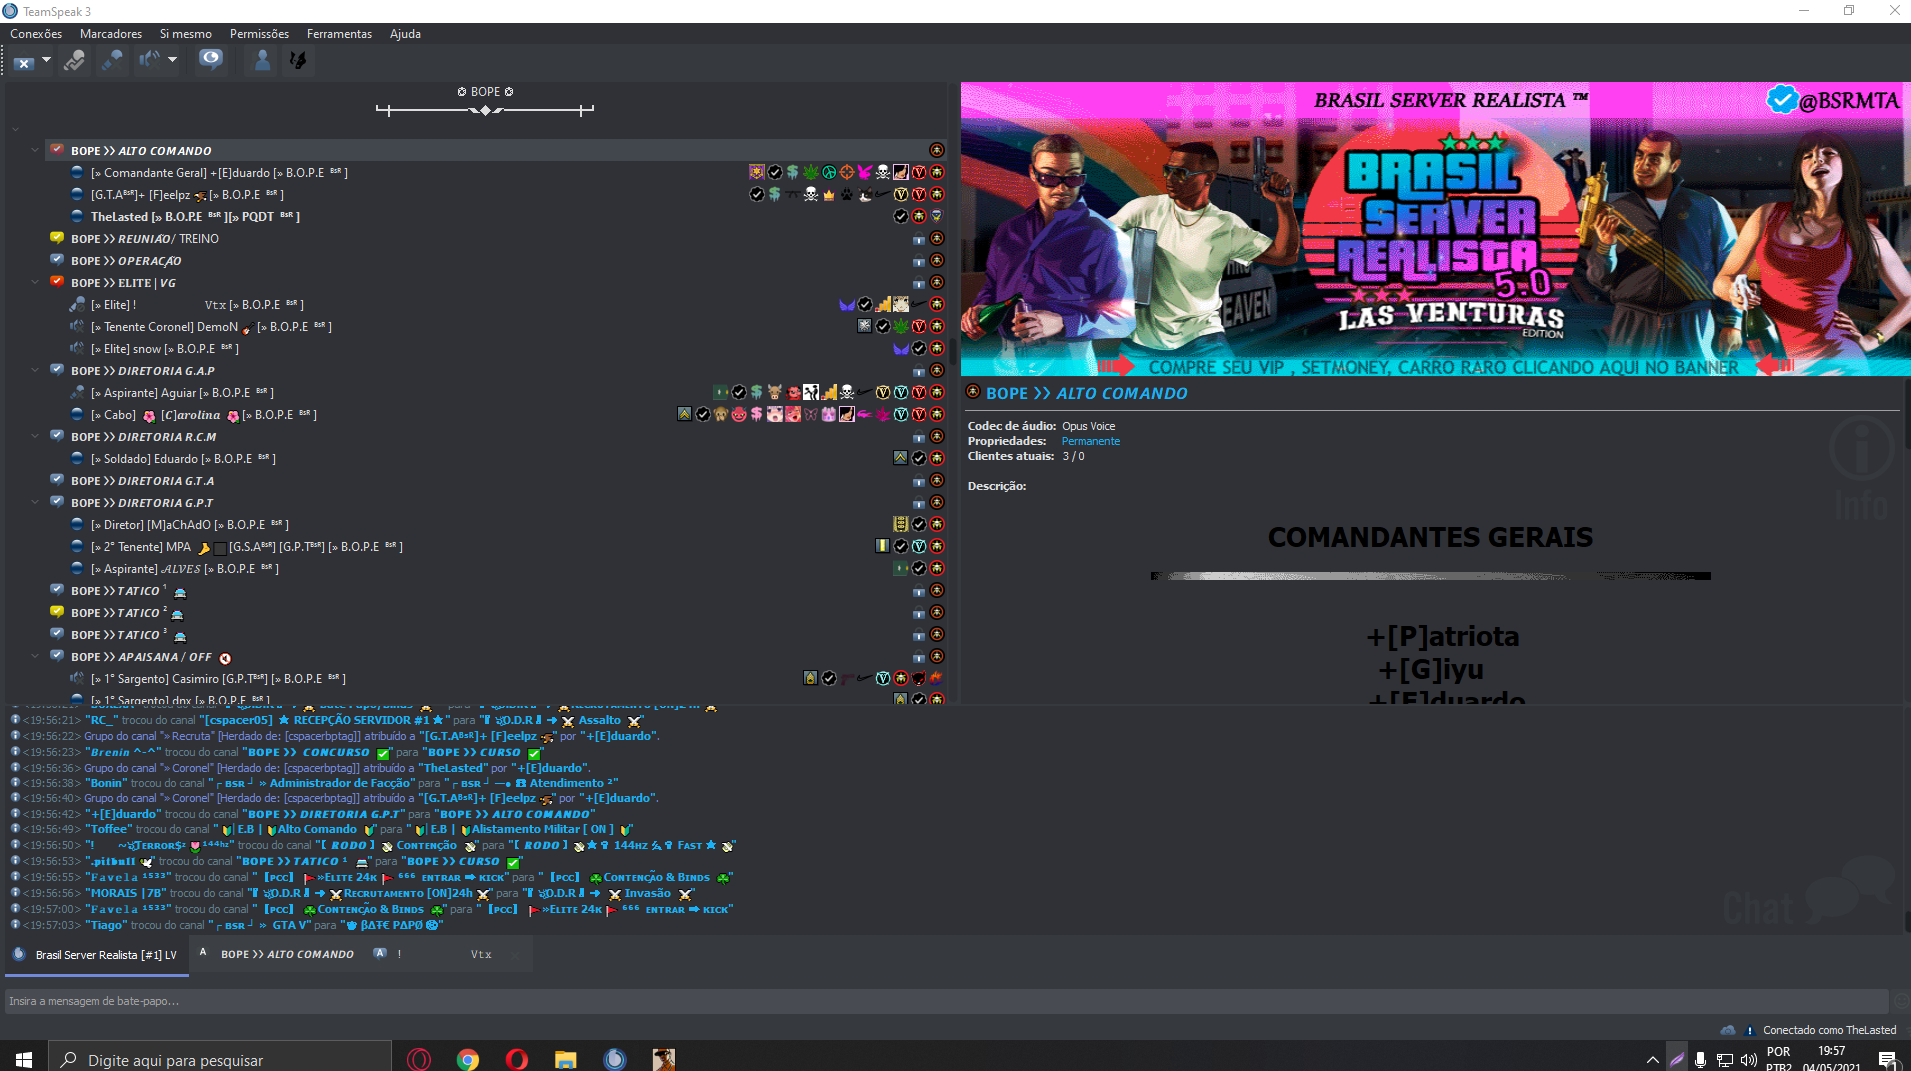 TeamSpeak 3
Conexões Marcadores Si mesmo Permissões Ferramentas Ajuda
BOPE
BOPE >> ALTO COMANDO
[» Comandante Geral] +[E]duardo [» B.O.P.E ᴮˢᴿ ]
[G.T.Aᴮˢᴿ]+ [F]eelpz [» B.O.P.E ᴮˢᴿ ]
TheLasted [» B.O.P.E ᴮˢᴿ ][» PQDT ᴮˢᴿ ]
BOPE >> REUNIÃO/ TREINO
BOPE >> OPERAÇÃO
BOPE >> ELITE | VG
[» Elite] ! Vtx [» B.O.P.E ᴮˢᴿ ]
[» Tenente Coronel] DemoN [» B.O.P.E ᴮˢᴿ ]
[» Elite] snow [» B.O.P.E ᴮˢᴿ ]
BOPE >> DIRETORIA G.A.P
[» Aspirante] Aguiar [» B.O.P.E ᴮˢᴿ ]
[» Cabo] [C]arolina [» B.O.P.E ᴮˢᴿ ]
BOPE >> DIRETORIA R.C.M
[» Soldado] Eduardo [» B.O.P.E ᴮˢᴿ ]
BOPE >> DIRETORIA G.T.A
BOPE >> DIRETORIA G.P.T
[» Diretor] [M]aChAdO [» B.O.P.E ᴮˢᴿ ]
[» 2° Tenente] MPA [G.S.Aᴮˢᴿ] [G.P.Tᴮˢᴿ] [» B.O.P.E ᴮˢᴿ ]
[» Aspirante] ALVES [» B.O.P.E ᴮˢᴿ ]
BOPE >> TATICO ¹
BOPE >> TATICO ²
BOPE >> TATICO ³
BOPE >> APAISANA / OFF
[» 1° Sargento] Casimiro [G.P.Tᴮˢᴿ] [» B.O.P.E ᴮˢᴿ ]
[» 1° Sargento] dnx [» B.O.P.E ᴮˢᴿ ]
BRASIL SERVER REALISTA ™
@BSRMTA
BRASIL
SERVER
REALISTA
5.0
LAS VENTURAS
EDITION
HEAVEN
COMPRE SEU VIP , SETMONEY, CARRO RARO CLICANDO AQUI NO BANNER
BOPE >> ALTO COMANDO
Codec de áudio: Opus Voice
Propriedades: Permanente
Clientes atuais: 3 / 0
Descrição:
Info
COMANDANTES GERAIS
+[P]atriota
+[G]iyu
+[E]duardo
<19:56:21> "RC_" trocou do canal "[cspacer05] ★ RECEPÇÃO SERVIDOR #1 ★" para "O.D.R ➜ ⚔ Assalto ⚔"
<19:56:22> Grupo do canal "» Recruta" [Herdado de: [cspacerbptag]] atribuído a "[G.T.Aᴮˢᴿ]+ [F]eelpz" por "+[E]duardo".
<19:56:23> "Brenin ^-^" trocou do canal "BOPE >> CONCURSO ✅" para "BOPE >> CURSO ✅"
<19:56:36> Grupo do canal "» Coronel" [Herdado de: [cspacerbptag]] atribuído a "TheLasted" por "+[E]duardo".
<19:56:38> "Bonin" trocou do canal "┌ BSR ┘ » Administrador de Facção" para "┌ BSR ┘ —• ☎ Atendimento ²"
<19:56:40> Grupo do canal "» Coronel" [Herdado de: [cspacerbptag]] atribuído a "[G.T.Aᴮˢᴿ]+ [F]eelpz" por "+[E]duardo".
<19:56:42> "+[E]duardo" trocou do canal "BOPE >> DIRETORIA G.P.T" para "BOPE >> ALTO COMANDO"
<19:56:49> "Toffee" trocou do canal "🔰| E.B | 🔰Alto Comando 🔰" para "🔰| E.B | 🔰Alistamento Militar [ ON ] 🔰"
<19:56:50> "! ~TERROR$ᶻ 🌷¹⁴⁴ʰᶻ" trocou do canal "【 RODO 】 Contenção" para "【 RODO 】 ★ 144HZ FAST ★"
<19:56:53> ".pitbull 🕊" trocou do canal "BOPE >> TATICO ¹" para "BOPE >> CURSO ✅"
<19:56:55> "Favela ¹⁵³³" trocou do canal "【PCC】 🚩»ELITE 24K 🚩 ⁶⁶⁶ ENTRAR ➡ KICK" para "【PCC】 ☘CONTENÇÃO & BINDS ☘"
<19:56:56> "MORAIS | 7B" trocou do canal "O.D.R ➜ ⚔RECRUTAMENTO [ON]24h ⚔" para "O.D.R ➜ ⚔ Invasão ⚔"
<19:57:00> "Favela ¹⁵³³" trocou do canal "【PCC】 ☘CONTENÇÃO & BINDS ☘" para "【PCC】 🚩»ELITE 24K 🚩 ⁶⁶⁶ ENTRAR ➡ KICK"
<19:57:03> "Tiago" trocou do canal "┌ BSR ┘ » GTA V" para "βΔŦ€ PΔPØ"
Chat
Brasil Server Realista [#1] LV
A BOPE >> ALTO COMANDO
A ! Vtx
Insira a mensagem de bate-papo...
Conectado como TheLasted
Digite aqui para pesquisar
POR
PTB2
19:57
04/05/2021
1